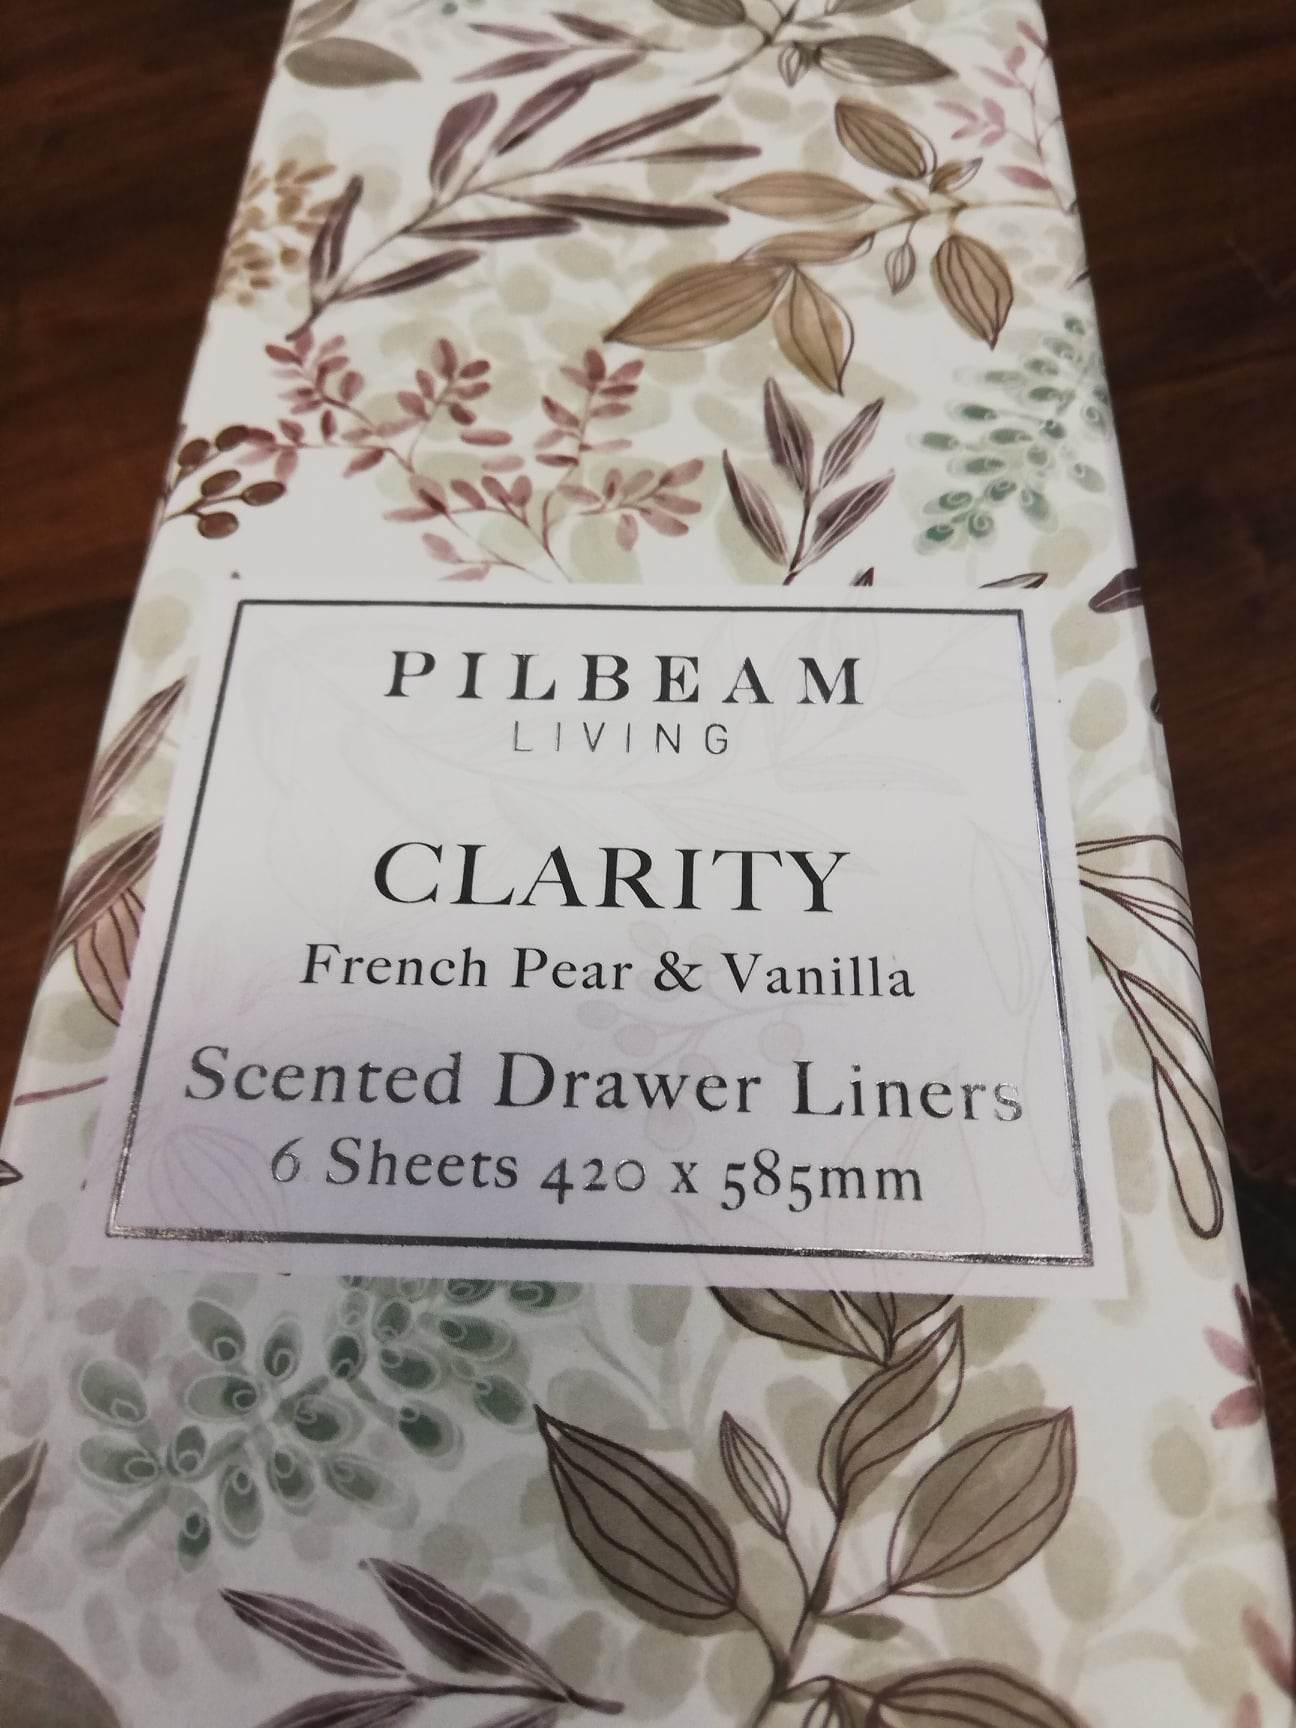 PILBEAM
LIVING
CLARITY
French Pear & Vanilla
Scented Drawer Liners
6 Sheets 420 x 585mm